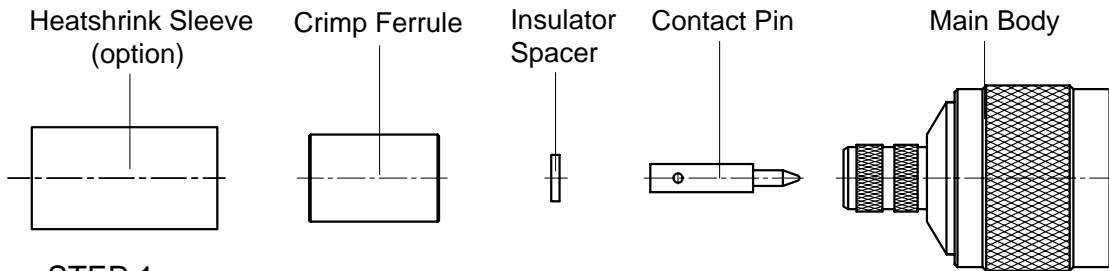 Heatshrink Sleeve
(option)
Crimp Ferrule
Insulator
Spacer
Contact Pin
Main Body
STEP 1